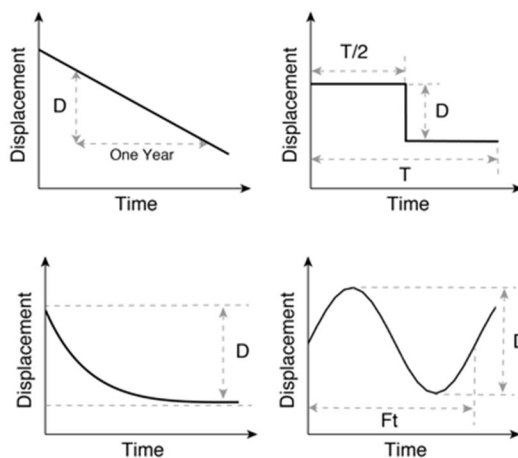 Displacement
D
One Year
Time
Displacement
T/2
D
T
Time
Displacement
D
Time
Displacement
D
Ft
Time